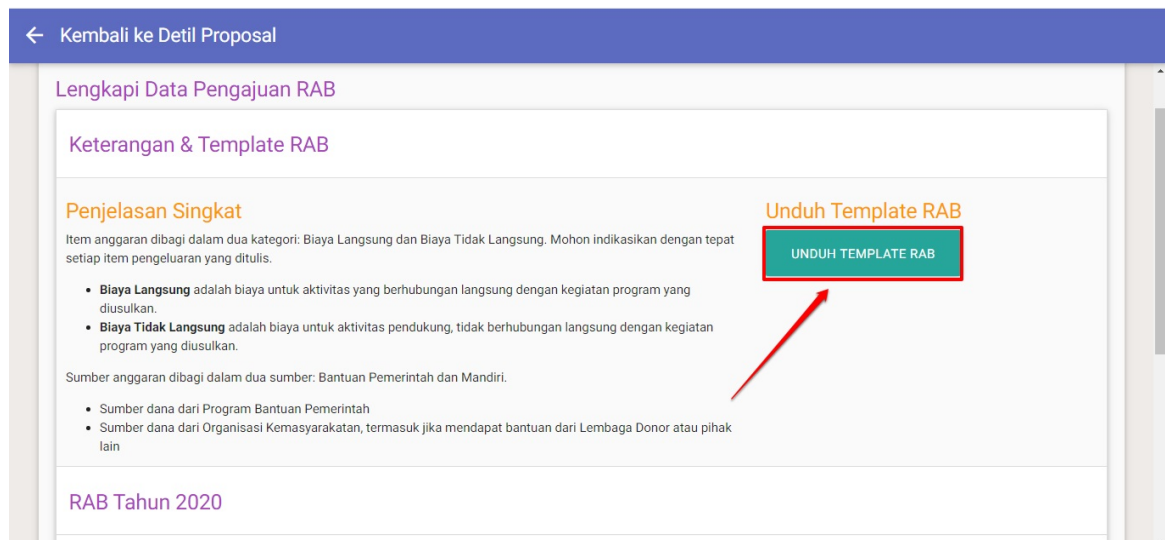 Kembali ke Detil Proposal
Lengkapi Data Pengajuan RAB
Keterangan & Template RAB
Penjelasan Singkat
Item anggaran dibagi dalam dua kategori: Biaya Langsung dan Biaya Tidak Langsung. Mohon indikasikan dengan tepat
setiap item pengeluaran yang ditulis.
• Biaya Langsung adalah biaya untuk aktivitas yang berhubungan langsung dengan kegiatan program yang
diusulkan.
• Biaya Tidak Langsung adalah biaya untuk aktivitas pendukung, tidak berhubungan langsung dengan kegiatan
program yang diusulkan.
Sumber anggaran dibagi dalam dua sumber: Bantuan Pemerintah dan Mandiri.
• Sumber dana dari Program Bantuan Pemerintah
• Sumber dana dari Organisasi Kemasyarakatan, termasuk jika mendapat bantuan dari Lembaga Donor atau pihak
lain
Unduh Template RAB
UNDUH TEMPLATE RAB
RAB Tahun 2020